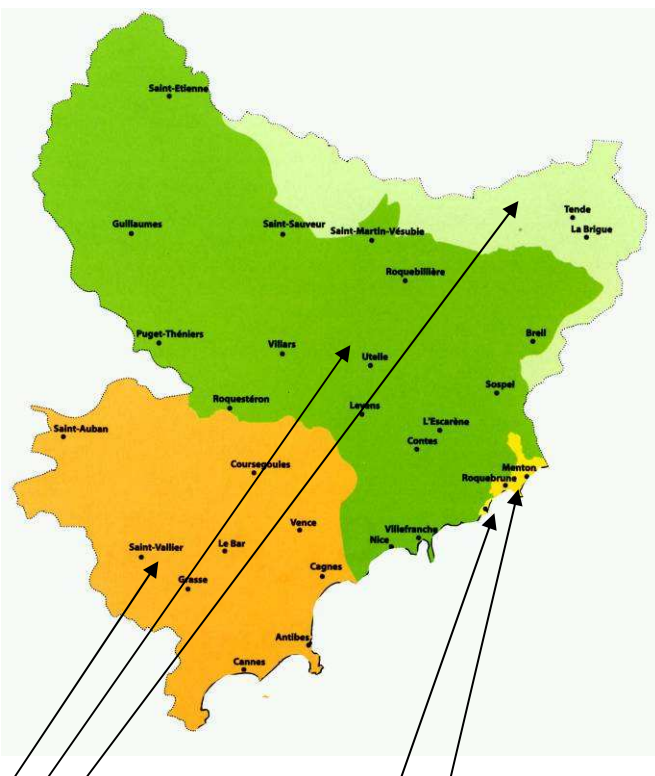 Saint-Etienne
Tende
Guillaumes
Saint-Sauveur
Saint-Martin-Vésubie
La Brigue
Roquebillière
Puget-Théniers
Villars
Utelle
Breil
Sospel
Roquestéron
Levens
L'Escarène
Saint-Auban
Contes
Coursegoules
Menton
Roquebrune
Vence
Villefranche
Nice
Saint-Vallier
Le Bar
Cagnes
Grasse
Antibes
Cannes